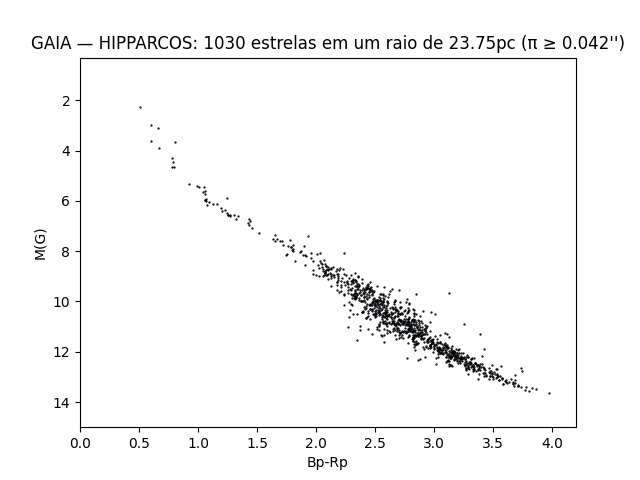 GAIA — HIPPARCOS: 1030 estrelas em um raio de 23.75pc (π ≥ 0.042'')
M(G)
2
4
6
8
10
12
14
0.0 0.5 1.0 1.5 2.0 2.5 3.0 3.5 4.0
Bp-Rp